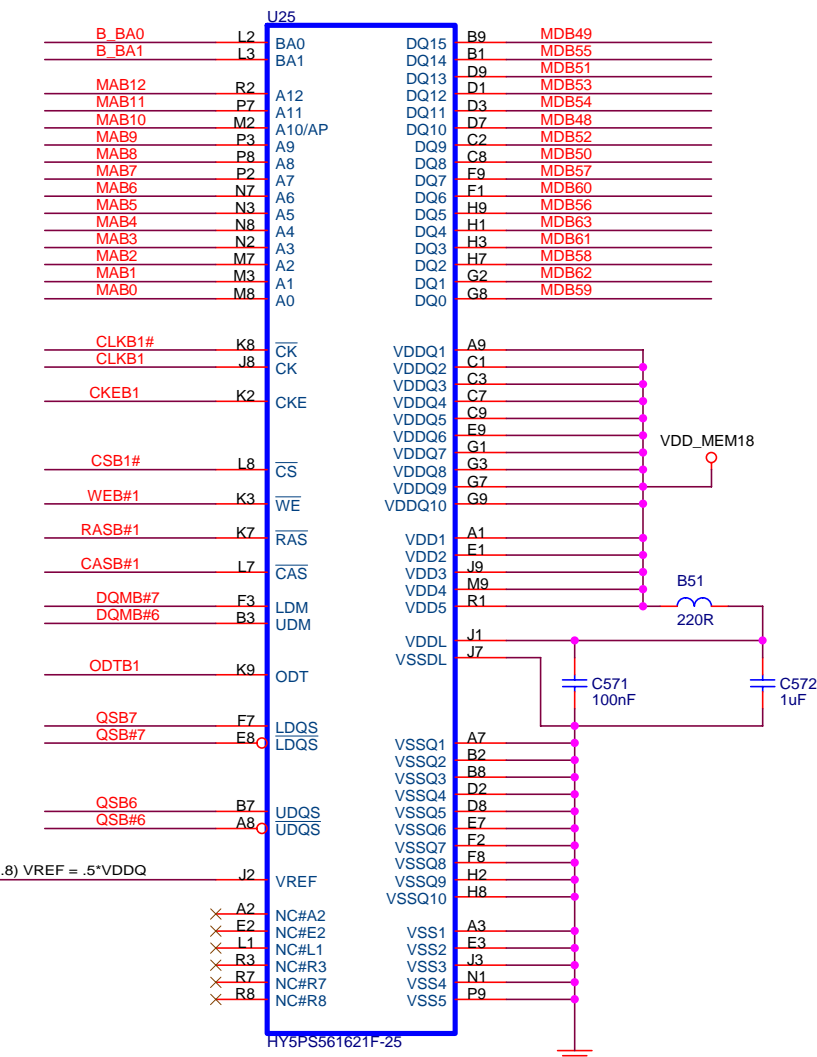 U25
B_BA0 L2 BA0 DQ15 B9 MDB49
B_BA1 L3 BA1 DQ14 B1 MDB55
DQ13 D9 MDB51
MAB12 R2 A12 DQ12 D1 MDB53
MAB11 P7 A11 DQ11 D3 MDB54
MAB10 M2 A10/AP DQ10 D7 MDB48
MAB9 P3 A9 DQ9 C2 MDB52
MAB8 P8 A8 DQ8 C8 MDB50
MAB7 P2 A7 DQ7 F9 MDB57
MAB6 N7 A6 DQ6 F1 MDB60
MAB5 N3 A5 DQ5 H9 MDB56
MAB4 N8 A4 DQ4 H1 MDB63
MAB3 N2 A3 DQ3 H3 MDB61
MAB2 M7 A2 DQ2 H7 MDB58
MAB1 M3 A1 DQ1 G2 MDB62
MAB0 M8 A0 DQ0 G8 MDB59
CLKB1# K8 CK VDDQ1 A9
CLKB1 J8 CK VDDQ2 C1
VDDQ3 C3
CKEB1 K2 CKE VDDQ4 C7
VDDQ5 C9
VDDQ6 E9
VDDQ7 G1 VDD_MEM18
CSB1# L8 CS VDDQ8 G3
VDDQ9 G7
WEB#1 K3 WE VDDQ10 G9
RASB#1 K7 RAS VDD1 A1
VDD2 E1
CASB#1 L7 CAS VDD3 J9
VDD4 M9 B51
DQMB#7 F3 LDM VDD5 R1 220R
DQMB#6 B3 UDM
VDDL J1
ODTB1 K9 ODT VSSDL J7
C571 C572
100nF 1uF
QSB7 F7 LDQS
QSB#7 E8 LDQS VSSQ1 A7
VSSQ2 B2
VSSQ3 B8
VSSQ4 D2
QSB6 B7 UDQS VSSQ5 D8
QSB#6 A8 UDQS VSSQ6 E7
VSSQ7 F2
VSSQ8 F8
.8) VREF = .5*VDDQ J2 VREF VSSQ9 H2
VSSQ10 H8
A2 NC#A2
E2 NC#E2 VSS1 A3
L1 NC#L1 VSS2 E3
R3 NC#R3 VSS3 J3
R7 NC#R7 VSS4 N1
R8 NC#R8 VSS5 P9
HY5PS561621F-25